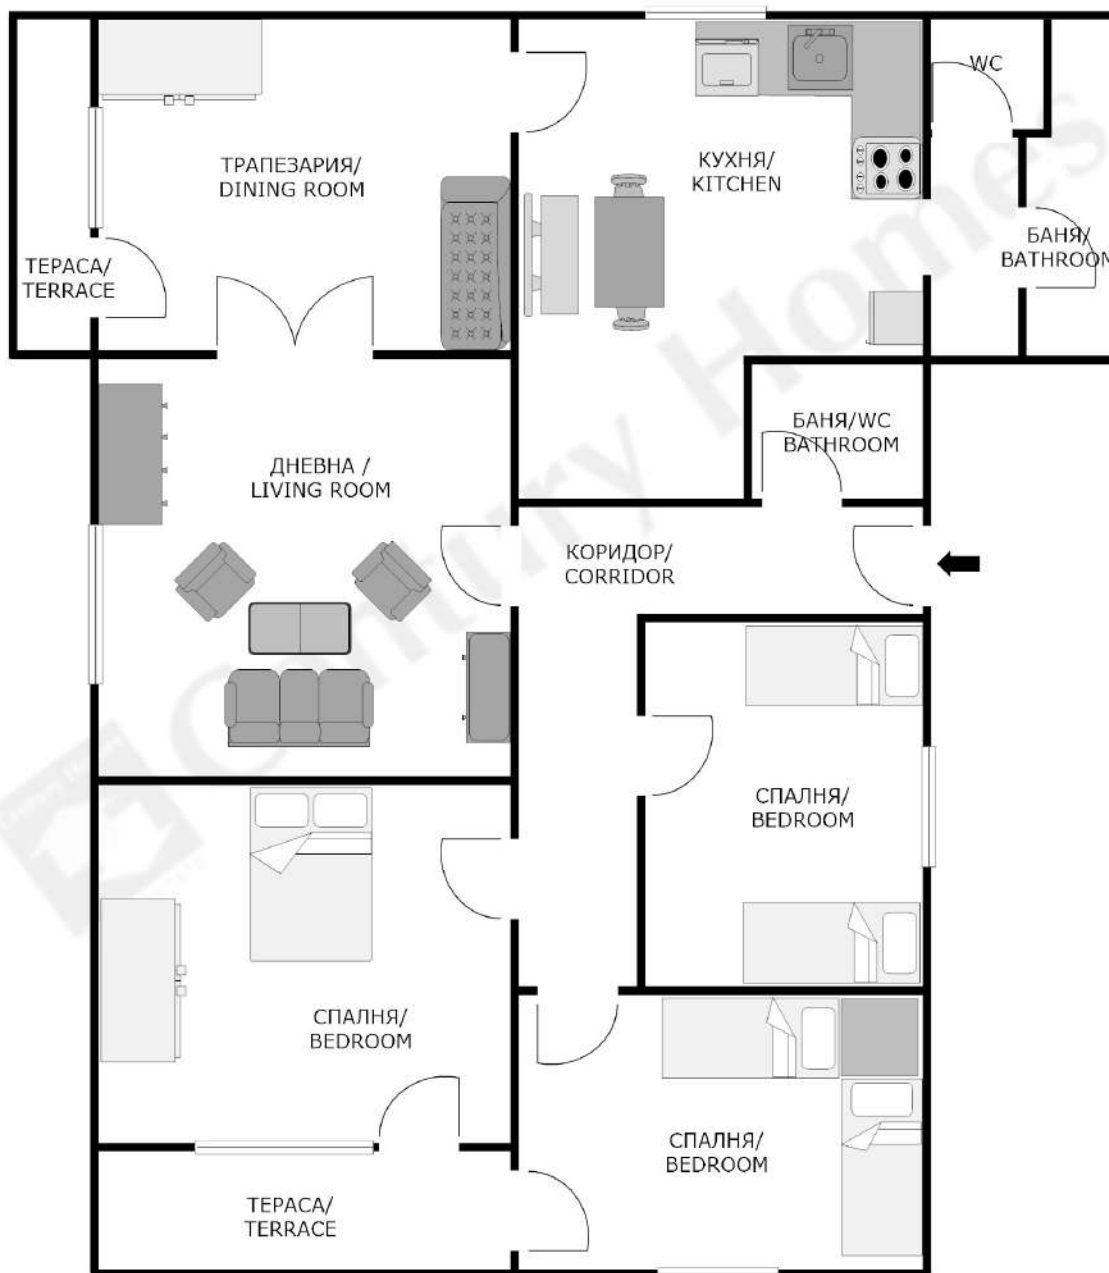 WC
ТРАПЕЗАРИЯ/
DINING ROOM
КУХНЯ/
KITCHEN
БАНЯ/
BATHROOM
ТЕРАСА/
TERRACE
БАНЯ/WC
BATHROOM
ДНЕВНА /
LIVING ROOM
КОРИДОР/
CORRIDOR
СПАЛНЯ/
BEDROOM
СПАЛНЯ/
BEDROOM
СПАЛНЯ/
BEDROOM
ТЕРАСА/
TERRACE
Century Homes